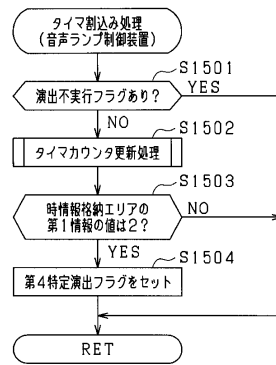 タイマ割込み処理
(音声ランプ制御装置)
S1501
演出不実行フラグあり？
YES
NO
S1502
タイマカウンタ更新処理
S1503
時情報格納エリアの
第1情報の値は2？
NO
YES
S1504
第4特定演出フラグをセット
RET